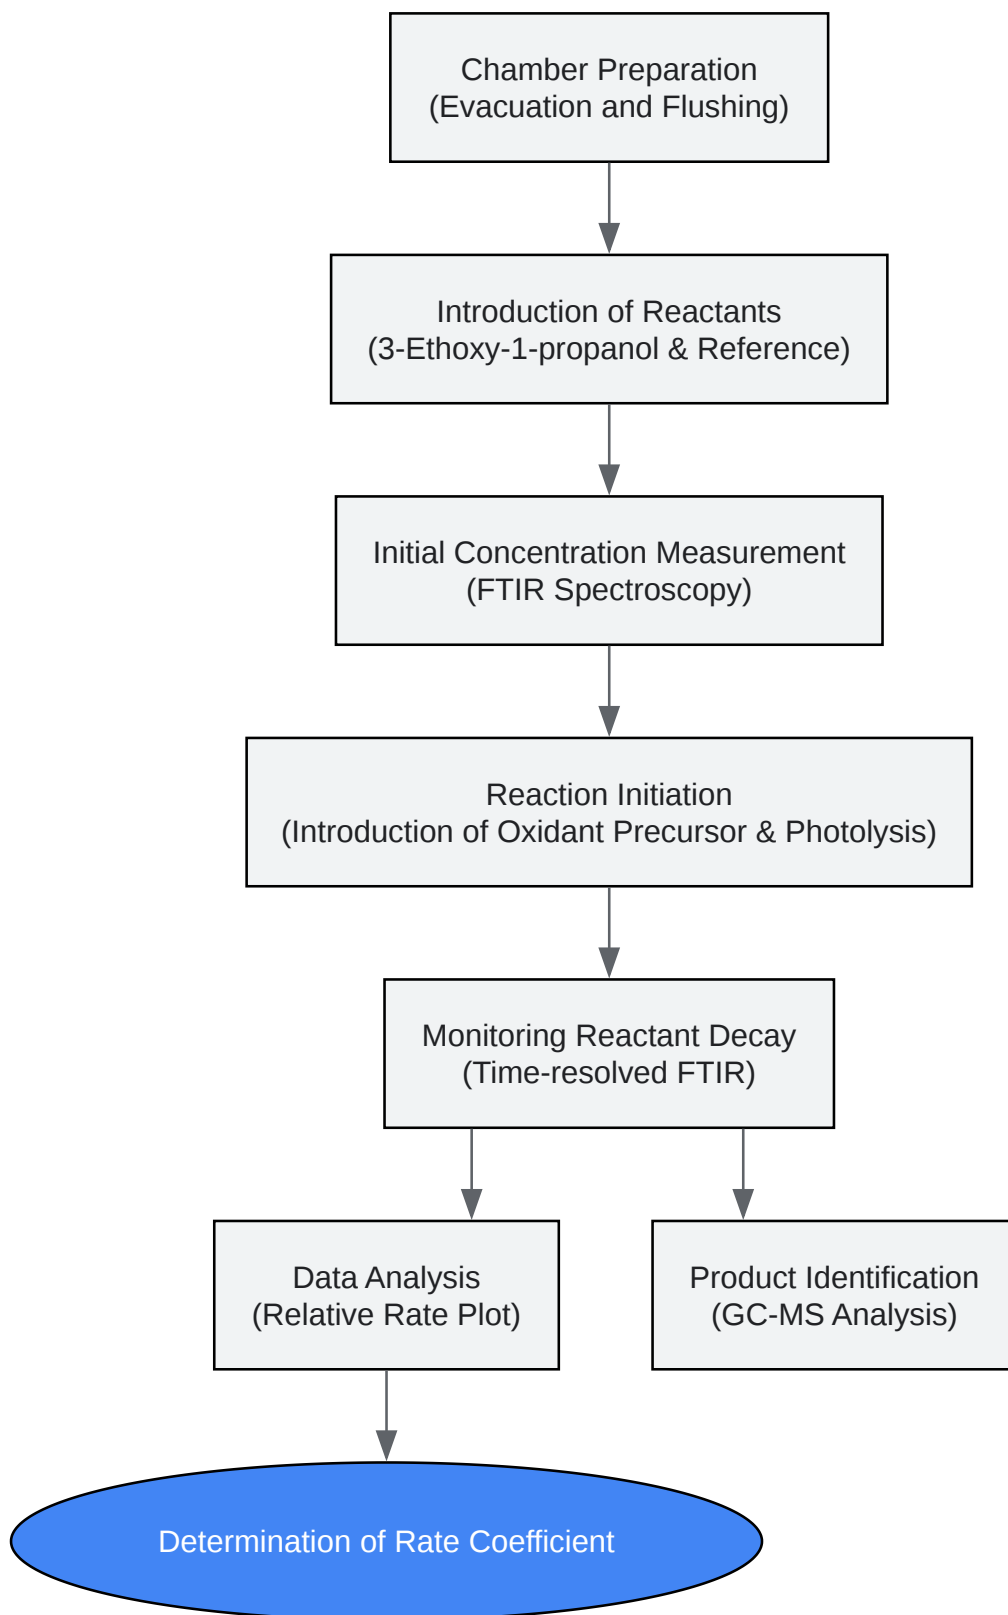 Chamber Preparation
(Evacuation and Flushing)
Introduction of Reactants
(3-Ethoxy-1-propanol & Reference)
Initial Concentration Measurement
(FTIR Spectroscopy)
Reaction Initiation
(Introduction of Oxidant Precursor & Photolysis)
Monitoring Reactant Decay
(Time-resolved FTIR)
Data Analysis
(Relative Rate Plot)
Product Identification
(GC-MS Analysis)
Determination of Rate Coefficient